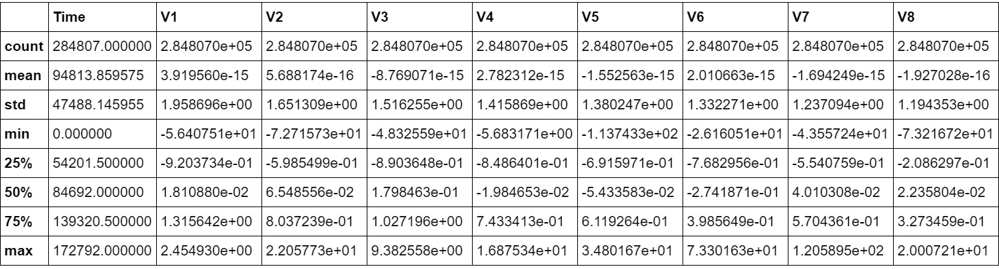 Time V1 V2 V3 V4 V5 V6 V7 V8
count 284807.000000 2.848070e+05 2.848070e+05 2.848070e+05 2.848070e+05 2.848070e+05 2.848070e+05 2.848070e+05 2.848070e+05
mean 94813.859575 3.919560e-15 5.688174e-16 -8.769071e-15 2.782312e-15 -1.552563e-15 2.010663e-15 -1.694249e-15 -1.927028e-16
std 47488.145955 1.958696e+00 1.651309e+00 1.516255e+00 1.415869e+00 1.380247e+00 1.332271e+00 1.237094e+00 1.194353e+00
min 0.000000 -5.640751e+01 -7.271573e+01 -4.832559e+01 -5.683171e+00 -1.137433e+02 -2.616051e+01 -4.355724e+01 -7.321672e+01
25% 54201.500000 -9.203734e-01 -5.985499e-01 -8.903648e-01 -8.486401e-01 -6.915971e-01 -7.682956e-01 -5.540759e-01 -2.086297e-01
50% 84692.000000 1.810880e-02 6.548556e-02 1.798463e-01 -1.984653e-02 -5.433583e-02 -2.741871e-01 4.010308e-02 2.235804e-02
75% 139320.500000 1.315642e+00 8.037239e-01 1.027196e+00 7.433413e-01 6.119264e-01 3.985649e-01 5.704361e-01 3.273459e-01
max 172792.000000 2.454930e+00 2.205773e+01 9.382558e+00 1.687534e+01 3.480167e+01 7.330163e+01 1.205895e+02 2.000721e+01